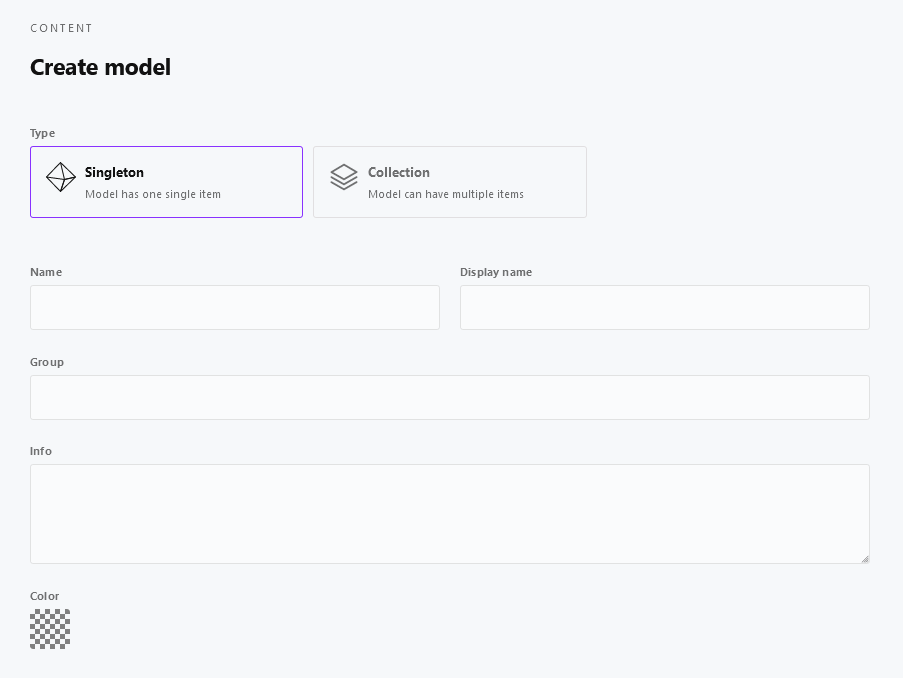 CONTENT
Create model
Type
Singleton
Model has one single item
Collection
Model can have multiple items
Name
Display name
Group
Info
Color